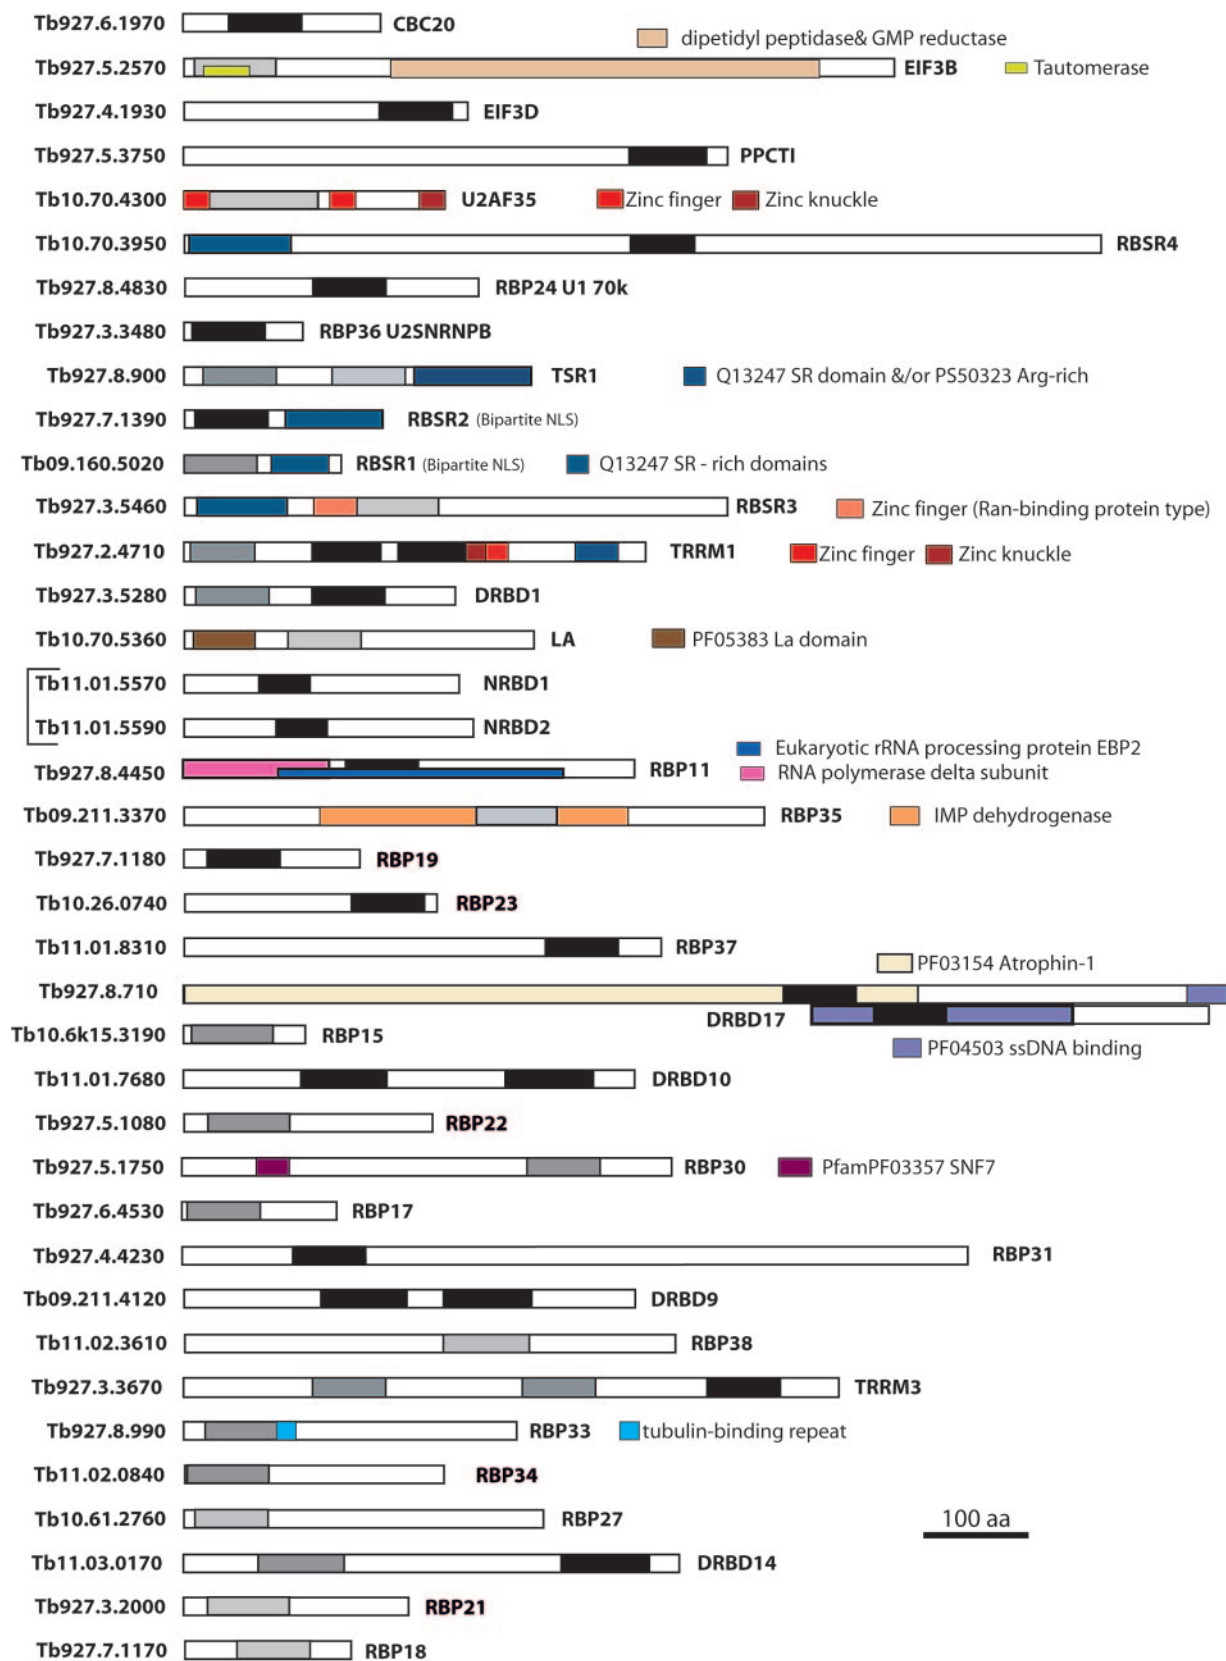 Tb927.6.1970 CBC20
dipetidyl peptidase& GMP reductase
Tb927.5.2570 EIF3B Tautomerase
Tb927.4.1930 EIF3D
Tb927.5.3750 PPCTI
Tb10.70.4300 U2AF35 Zinc finger Zinc knuckle
Tb10.70.3950 RBSR4
Tb927.8.4830 RBP24 U1 70k
Tb927.3.3480 RBP36 U2SNRNPB
Tb927.8.900 TSR1 Q13247 SR domain &/or PS50323 Arg-rich
Tb927.7.1390 RBSR2 (Bipartite NLS)
Tb09.160.5020 RBSR1 (Bipartite NLS) Q13247 SR - rich domains
Tb927.3.5460 RBSR3 Zinc finger (Ran-binding protein type)
Tb927.2.4710 TRRM1 Zinc finger Zinc knuckle
Tb927.3.5280 DRBD1
Tb10.70.5360 LA PF05383 La domain
Tb11.01.5570 NRBD1
Tb11.01.5590 NRBD2
Eukaryotic rRNA processing protein EBP2
Tb927.8.4450 RBP11 RNA polymerase delta subunit
Tb09.211.3370 RBP35 IMP dehydrogenase
Tb927.7.1180 RBP19
Tb10.26.0740 RBP23
Tb11.01.8310 RBP37
PF03154 Atrophin-1
Tb927.8.710
DRBD17
Tb10.6k15.3190 RBP15
PF04503 ssDNA binding
Tb11.01.7680 DRBD10
Tb927.5.1080 RBP22
Tb927.5.1750 RBP30 PfamPF03357 SNF7
Tb927.6.4530 RBP17
Tb927.4.4230 RBP31
Tb09.211.4120 DRBD9
Tb11.02.3610 RBP38
Tb927.3.3670 TRRM3
Tb927.8.990 RBP33 tubulin-binding repeat
Tb11.02.0840 RBP34
Tb10.61.2760 RBP27
100 aa
Tb11.03.0170 DRBD14
Tb927.3.2000 RBP21
Tb927.7.1170 RBP18